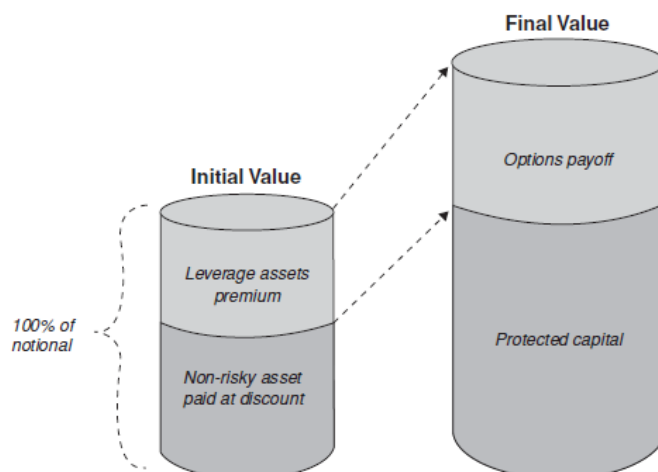 Final Value
Options payoff
Initial Value
Leverage assets
premium
100% of
notional
Protected capital
Non-risky asset
paid at discount